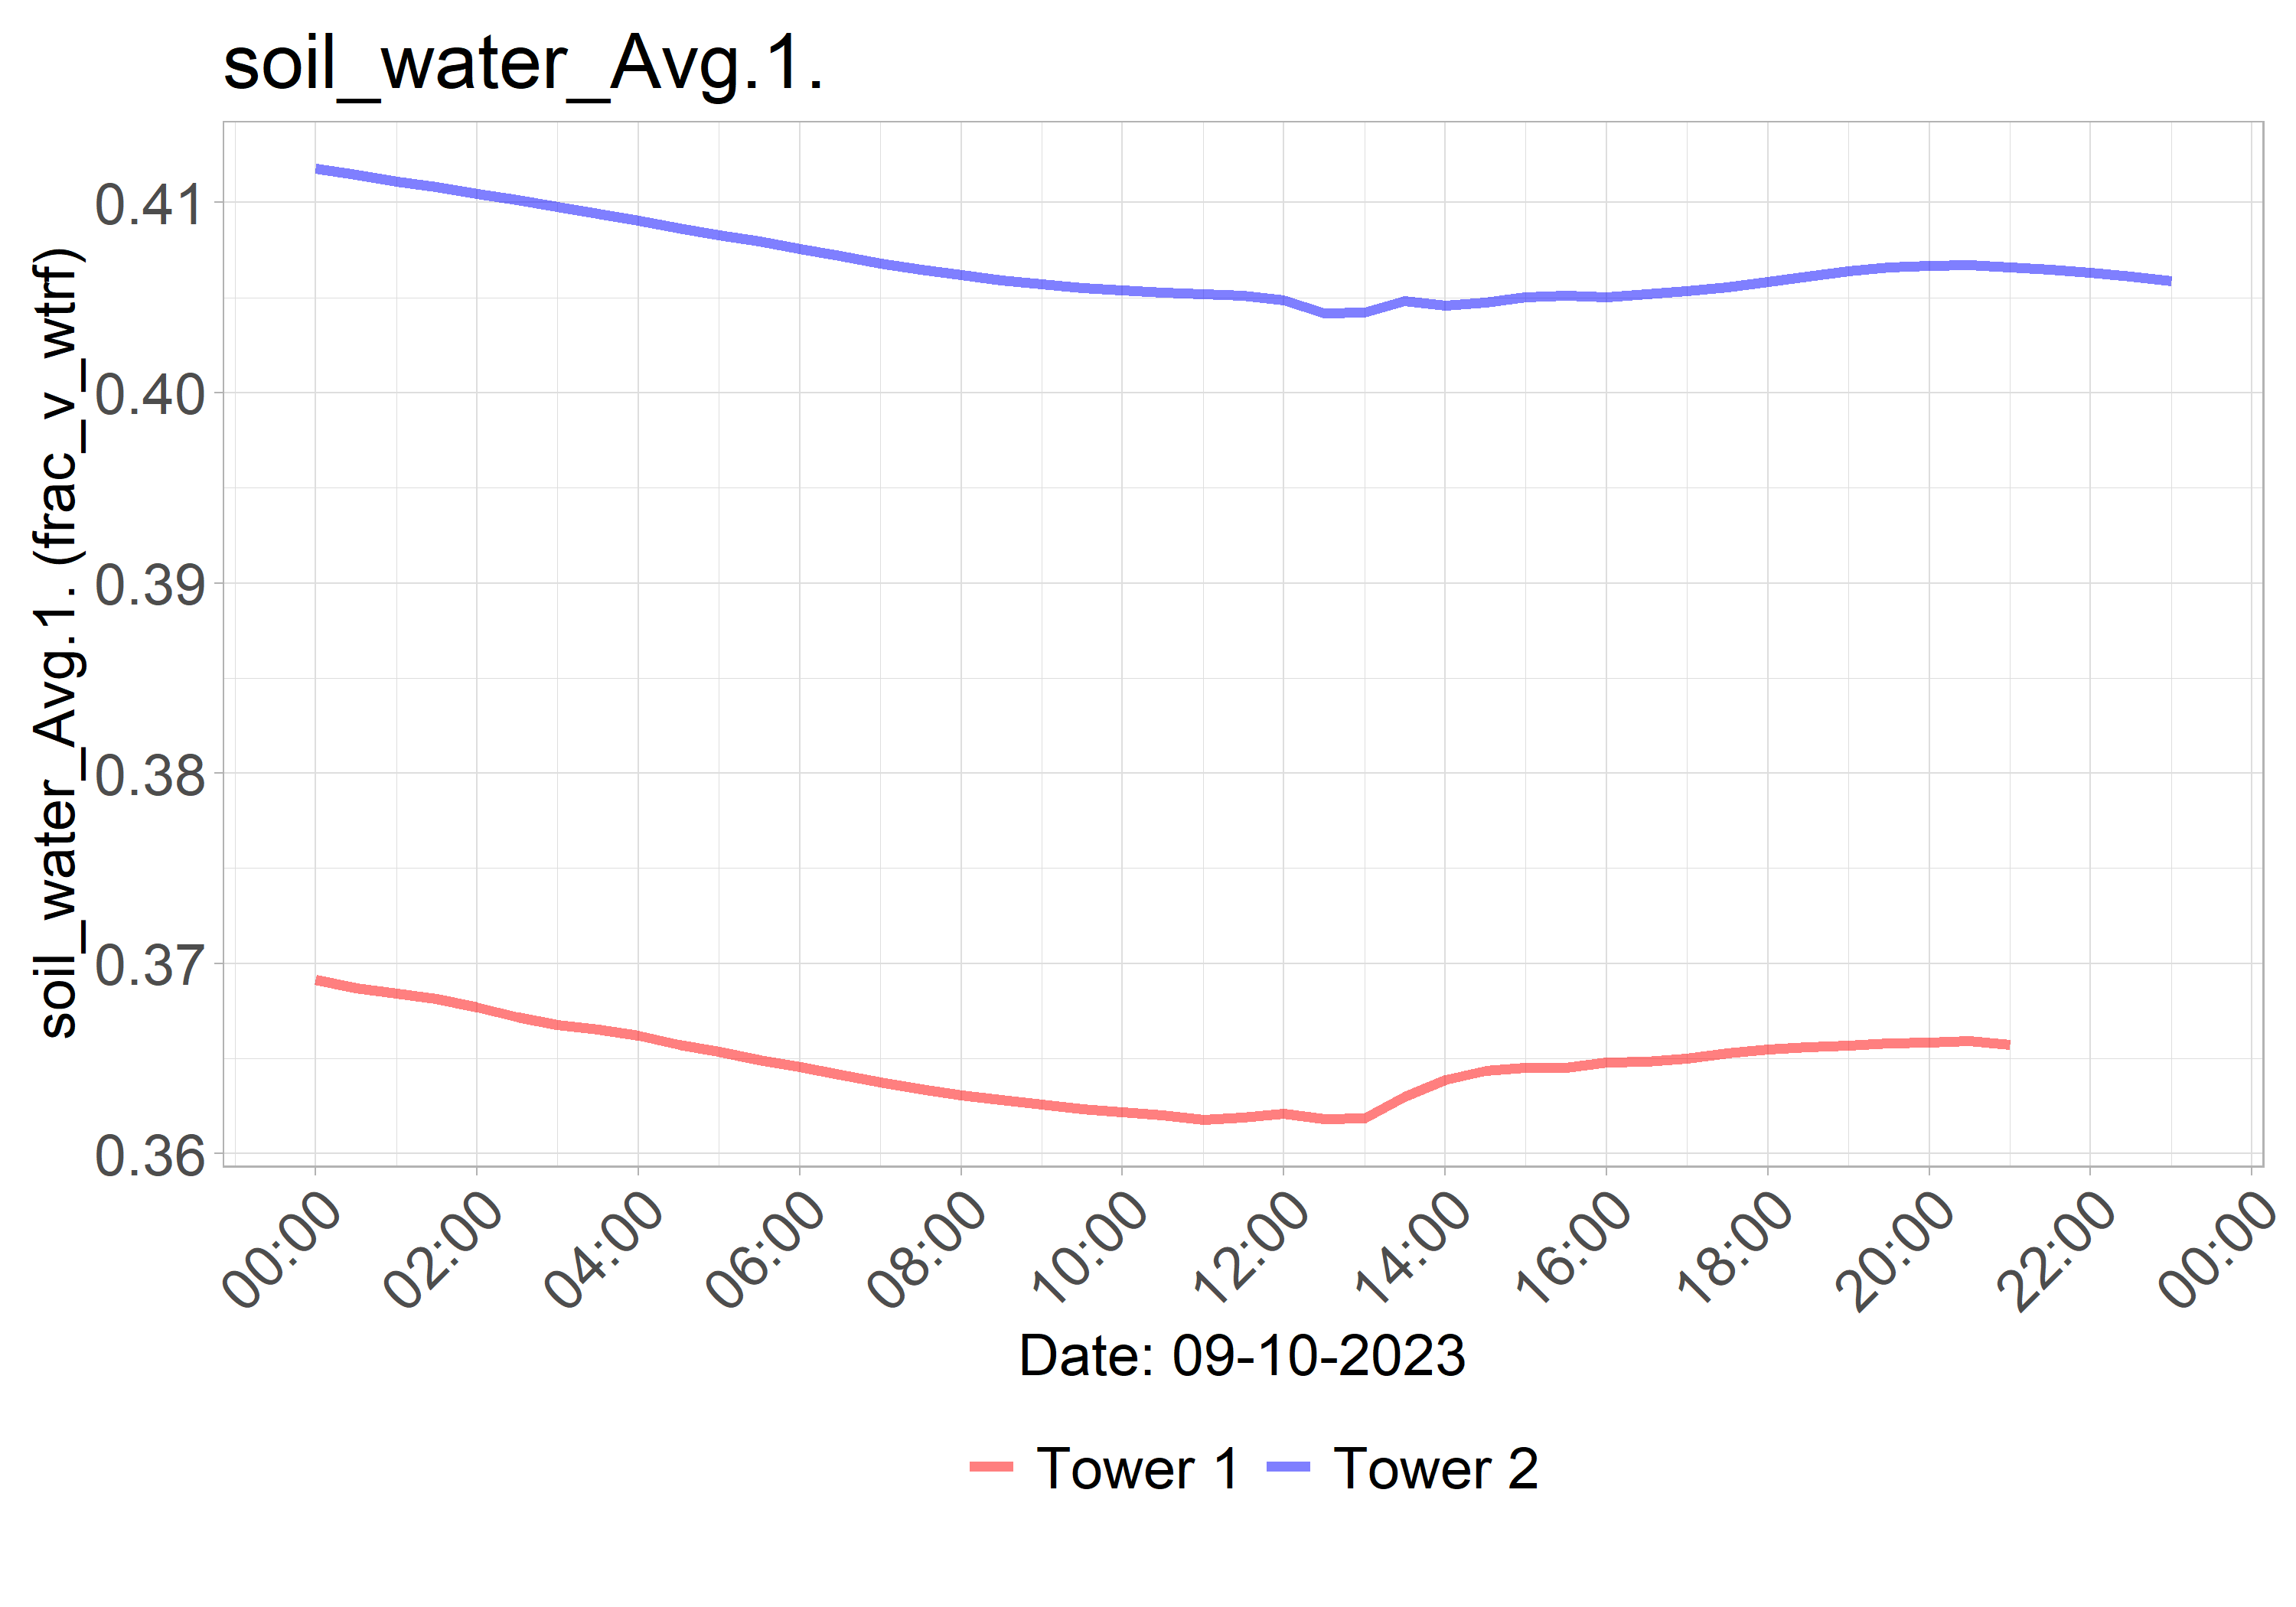 soil_water_Avg.1.
soil_water_Avg.1. (frac_v_wtrf)
0.41
0.40
0.39
0.38
0.37
0.36
00:00 02:00 04:00 06:00 08:00 10:00 12:00 14:00 16:00 18:00 20:00 22:00 00:00
Date: 09-10-2023
Tower 1 Tower 2